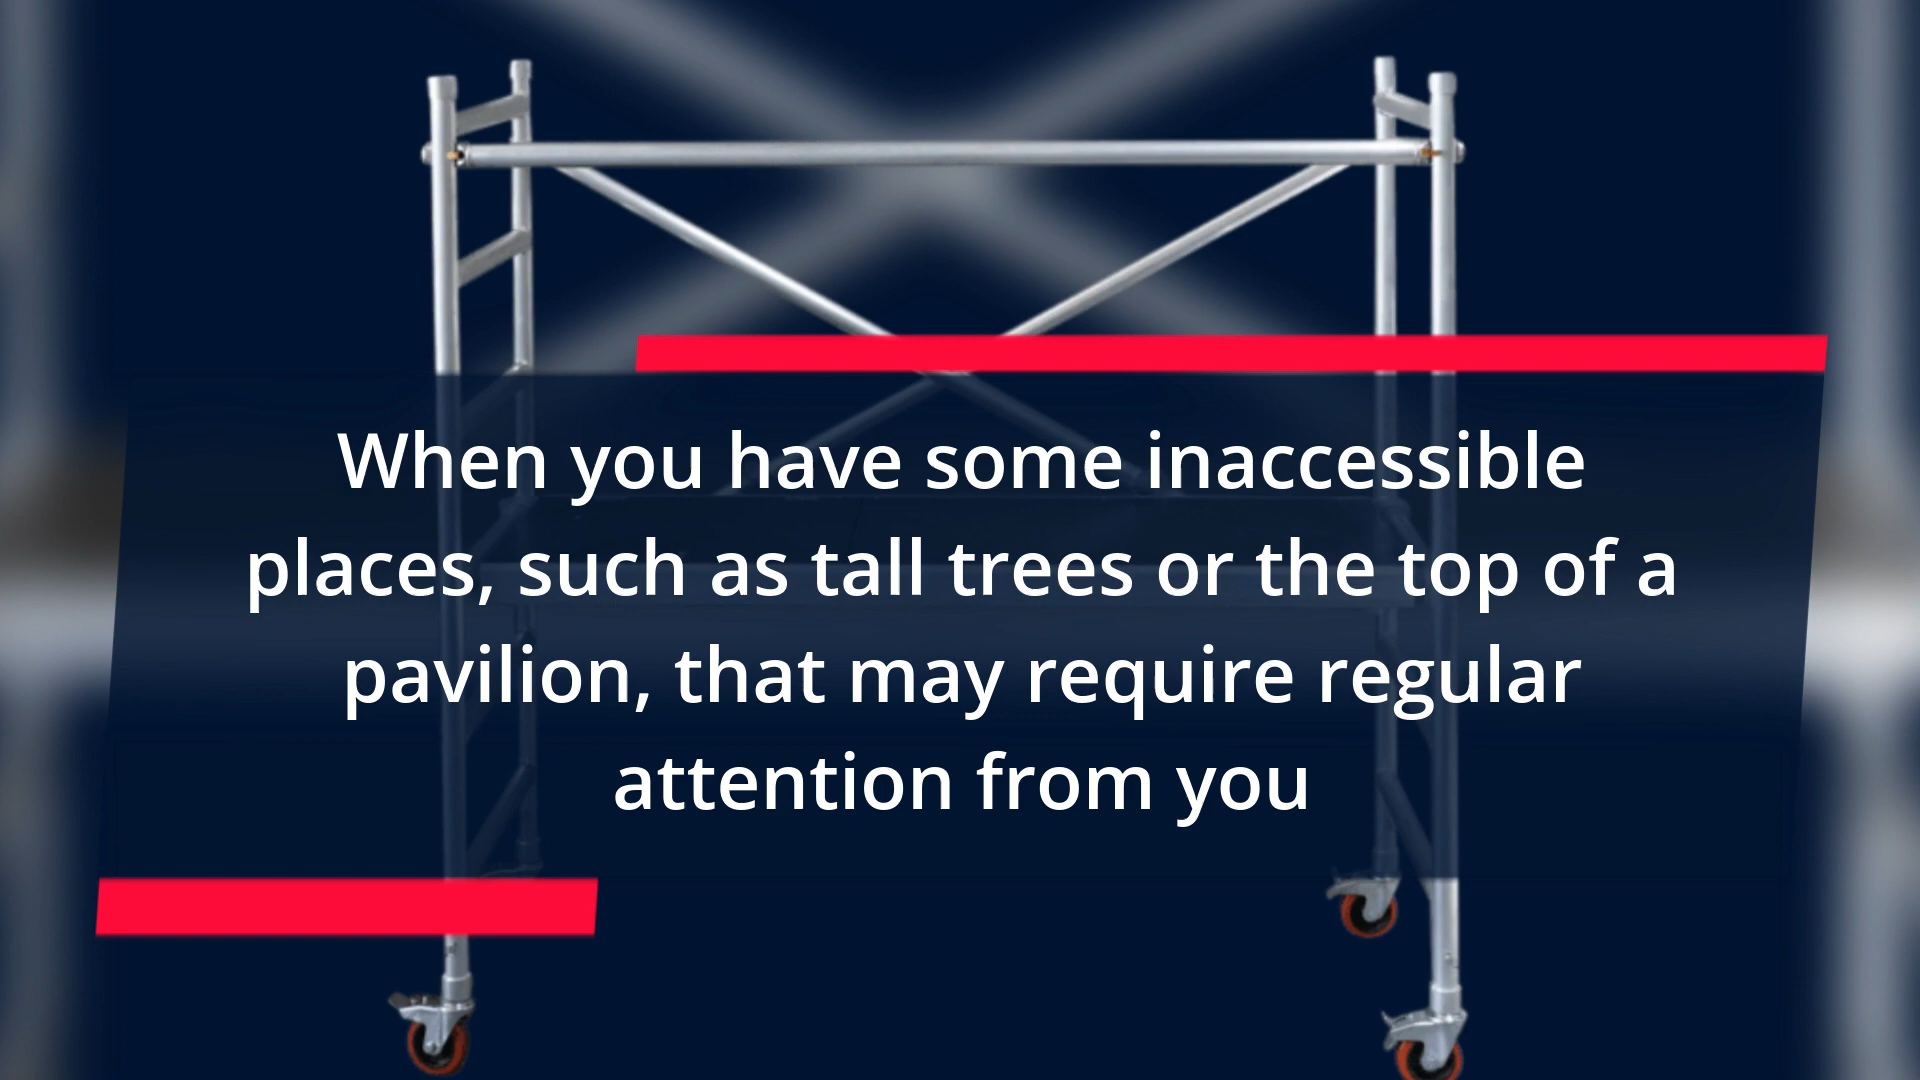 When you have some inaccessible
places, such as tall trees or the top of a
pavilion, that may require regular
attention from you